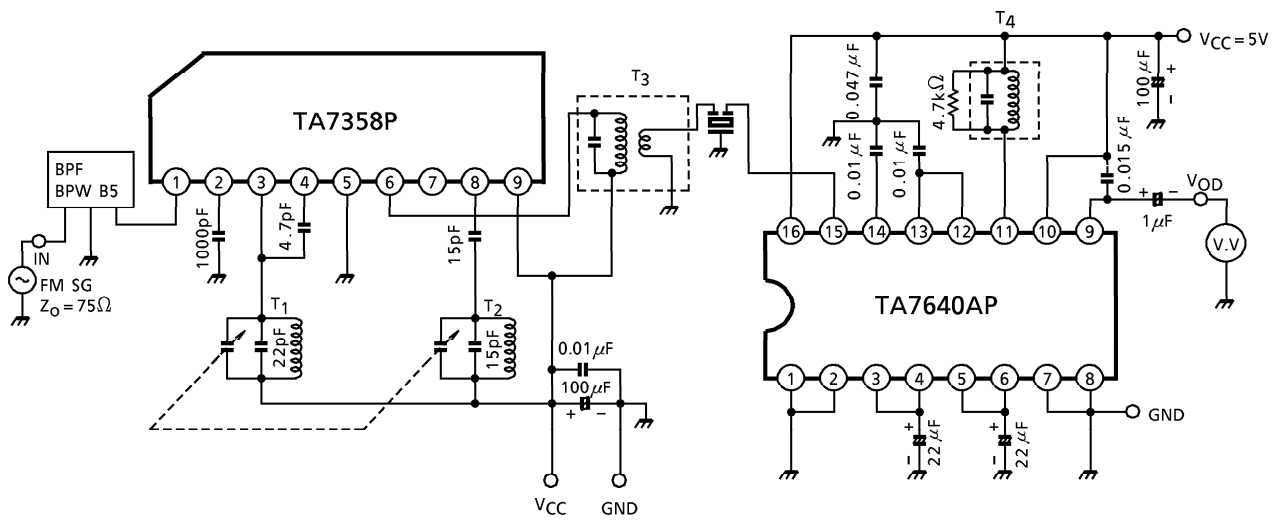 T4
VCC=5V
T3
0.047μF
4.7kΩ
100μF
+
-
TA7358P
0.01μF
0.01μF
0.015μF
BPF
BPW B5
1 2 3 4 5 6 7 8 9
VOD
+ -
1μF
1000pF
4.7pF
15pF
16 15 14 13 12 11 10 9
V.V
IN
FM SG
ZO=75Ω
T1
T2
TA7640AP
22pF
15pF
0.01μF
100μF
+ -
1 2 3 4 5 6 7 8
GND
+
-
22μF
+
-
22μF
VCC
GND